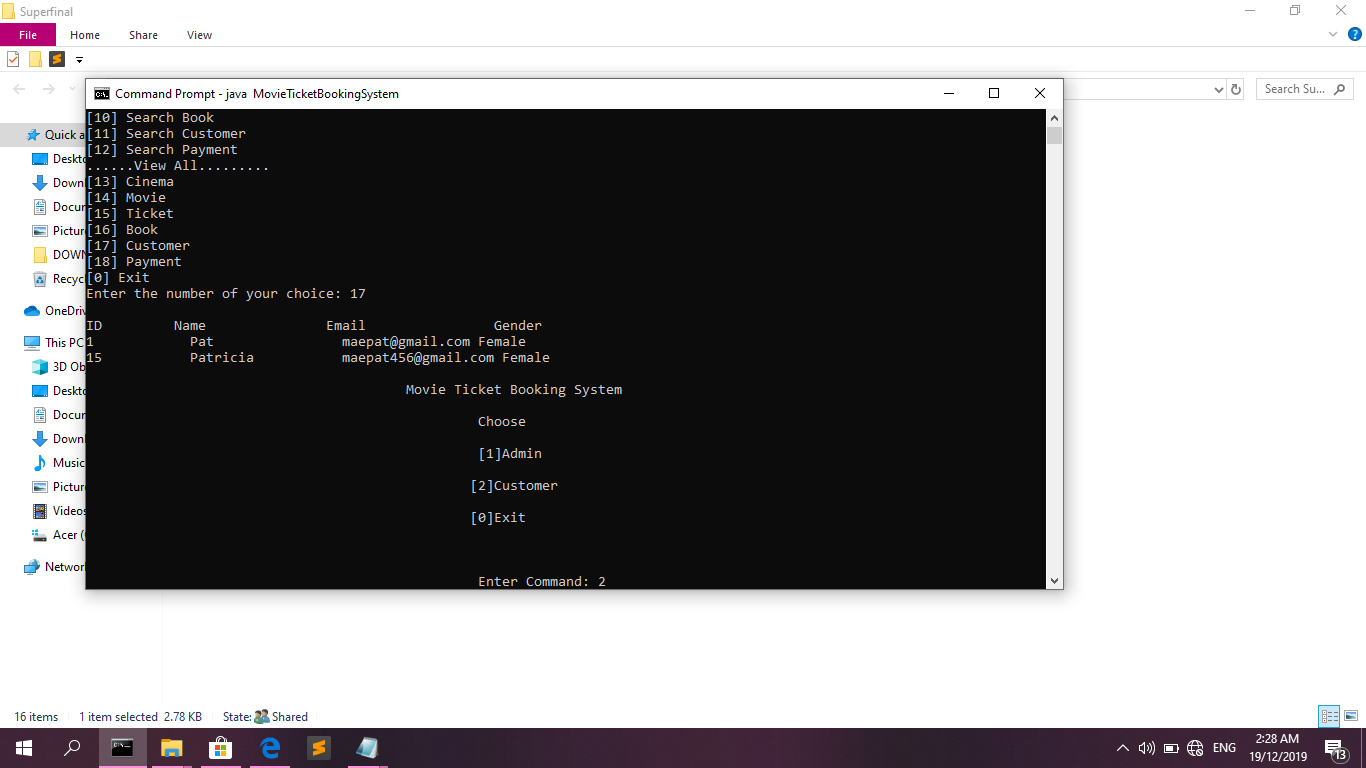 Superfinal
File Home Share View
Search Su...
Command Prompt - java MovieTicketBookingSystem
[10] Search Book
[11] Search Customer
[12] Search Payment
......View All.........
[13] Cinema
[14] Movie
[15] Ticket
[16] Book
[17] Customer
[18] Payment
[0] Exit
Enter the number of your choice: 17
ID Name Email Gender
1 Pat maepat@gmail.com Female
15 Patricia maepat456@gmail.com Female
Movie Ticket Booking System
Choose
[1]Admin
[2]Customer
[0]Exit
Enter Command: 2
Quick a
Deskto
Down
Docur
Pictur
DOWN
Recyc
OneDriv
This PC
3D Ob
Deskto
Docur
Downl
Music
Pictur
Videos
Acer (
Networ
16 items 1 item selected 2.78 KB State: Shared
ENG
2:28 AM
19/12/2019
13